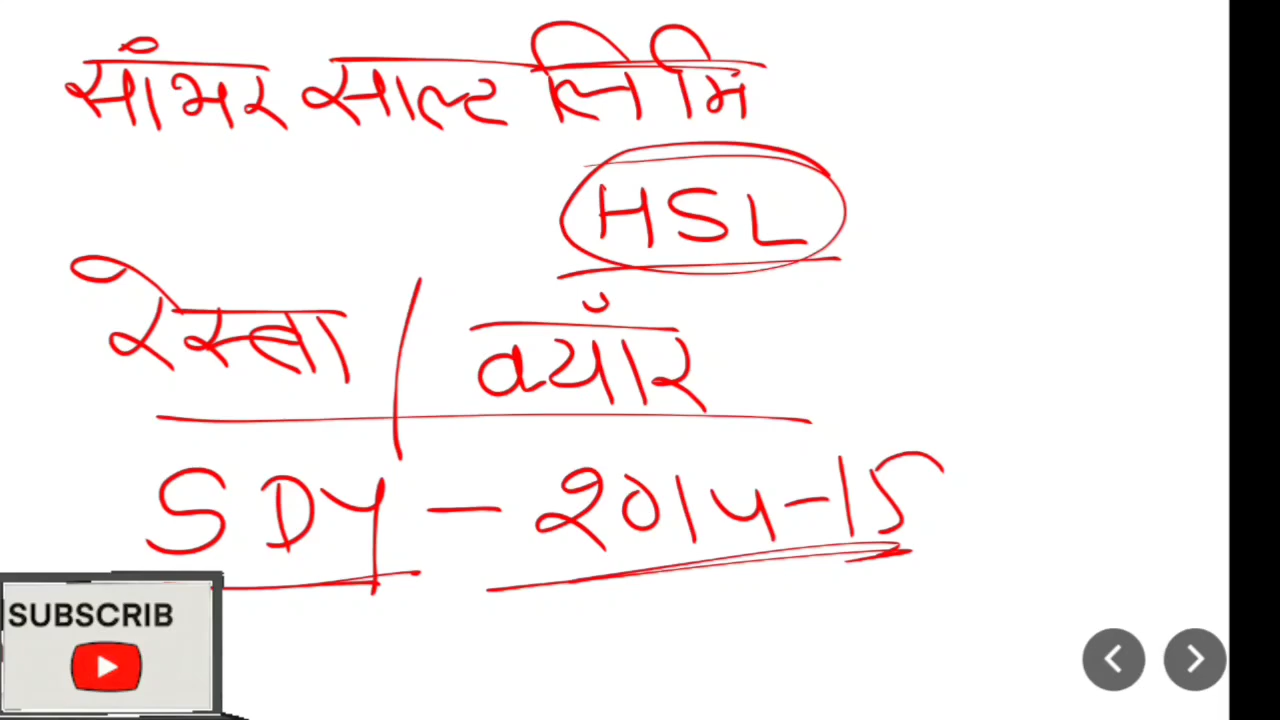 सांभर साल्ट लिमि
HSL
रेस्ता / क्यांर
SDY - 2014-15
SUBSCRIB